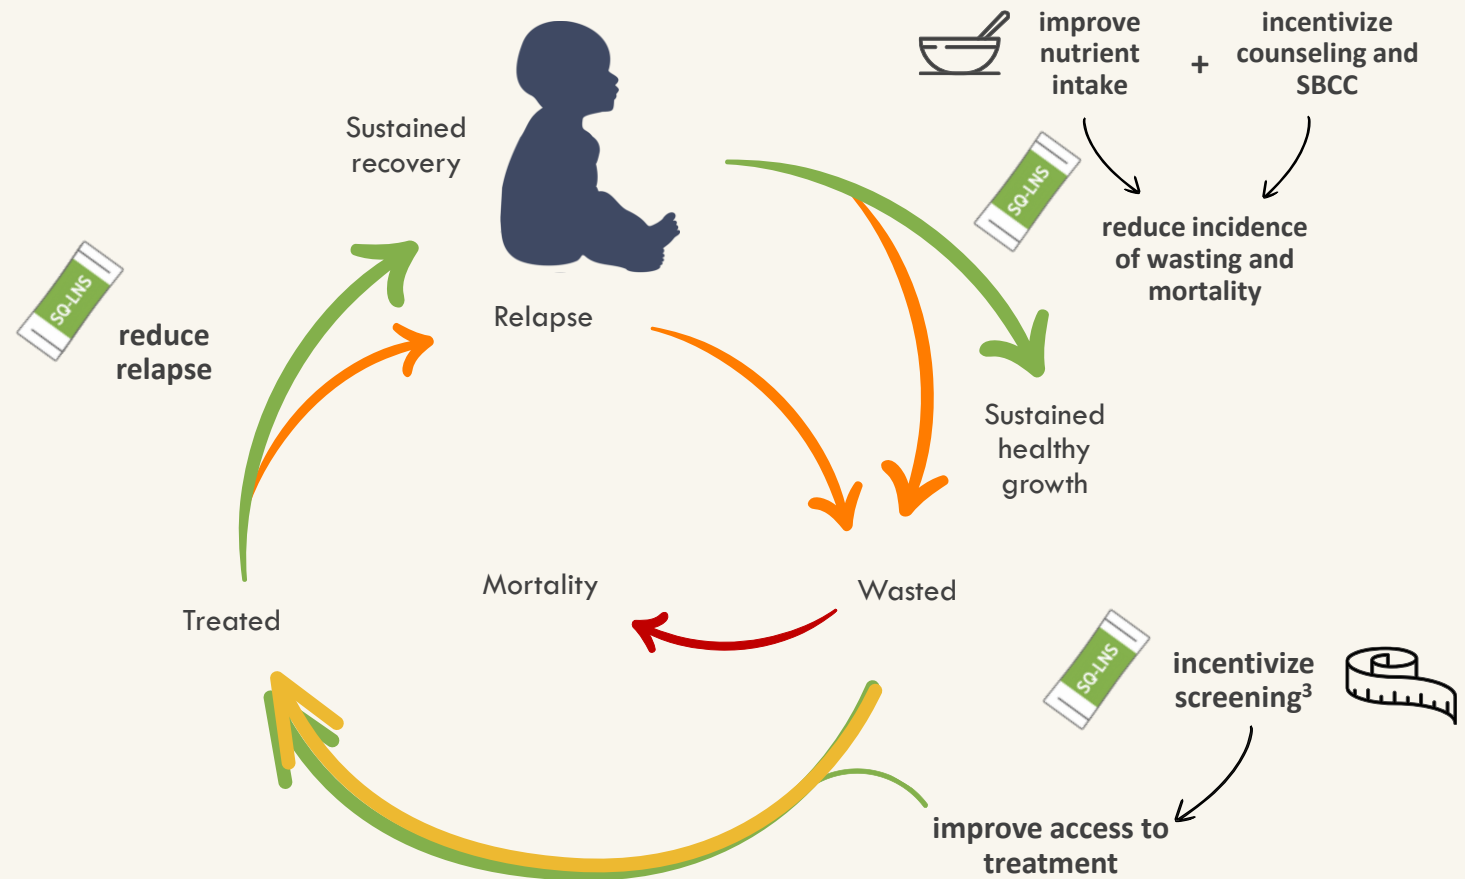 improve
nutrient
intake
+
incentivize
counseling and
SBCC
Sustained
recovery
SQ-LNS
reduce incidence
of wasting and
mortality
SQ-LNS
reduce
relapse
Relapse
Sustained
healthy
growth
Mortality
Wasted
Treated
SQ-LNS
incentivize
screening³
improve access to
treatment